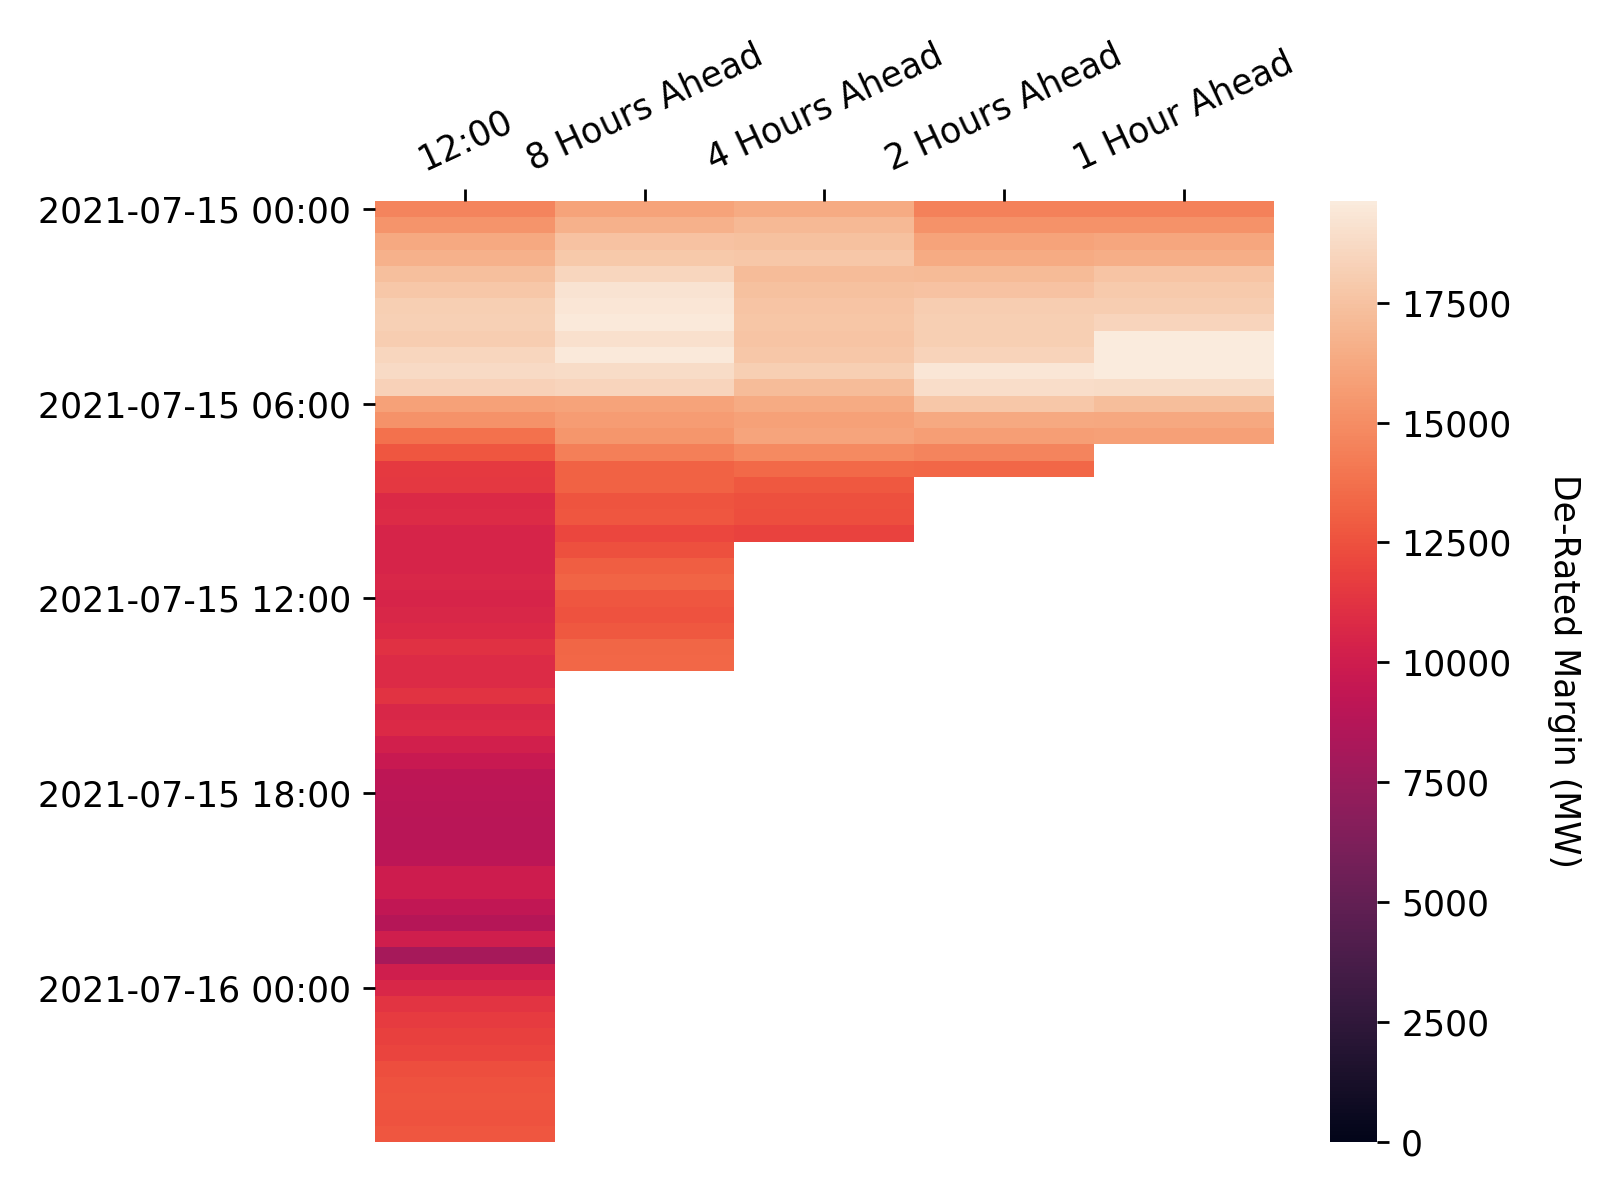 12:00
8 Hours Ahead
4 Hours Ahead
2 Hours Ahead
1 Hour Ahead
2021-07-15 00:00
2021-07-15 06:00
2021-07-15 12:00
2021-07-15 18:00
2021-07-16 00:00
17500
15000
12500
10000
7500
5000
2500
0
De-Rated Margin (MW)